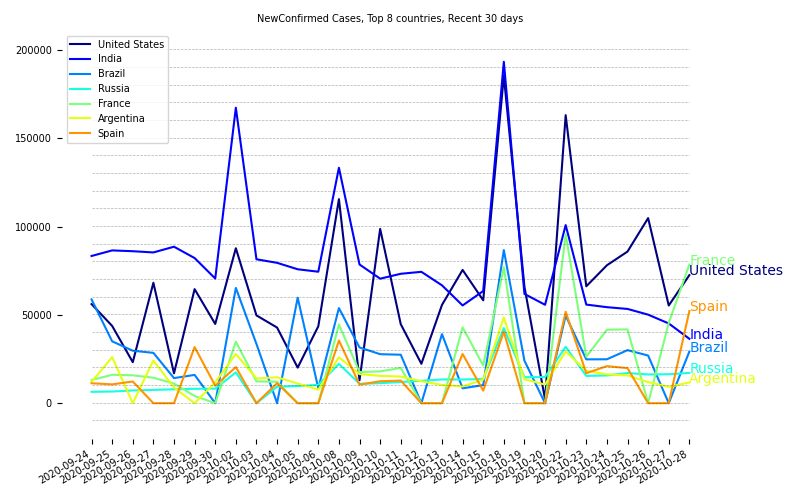 NewConfirmed Cases, Top 8 countries, Recent 30 days
United States
India
Brazil
Russia
France
Argentina
Spain
200000
150000
100000
50000
0
France
United States
Spain
India
Brazil
Russia
Argentina
2020-09-24
2020-09-25
2020-09-26
2020-09-27
2020-09-28
2020-09-29
2020-09-30
2020-10-02
2020-10-03
2020-10-04
2020-10-05
2020-10-06
2020-10-08
2020-10-09
2020-10-10
2020-10-11
2020-10-12
2020-10-13
2020-10-14
2020-10-15
2020-10-18
2020-10-19
2020-10-20
2020-10-22
2020-10-23
2020-10-24
2020-10-25
2020-10-26
2020-10-27
2020-10-28